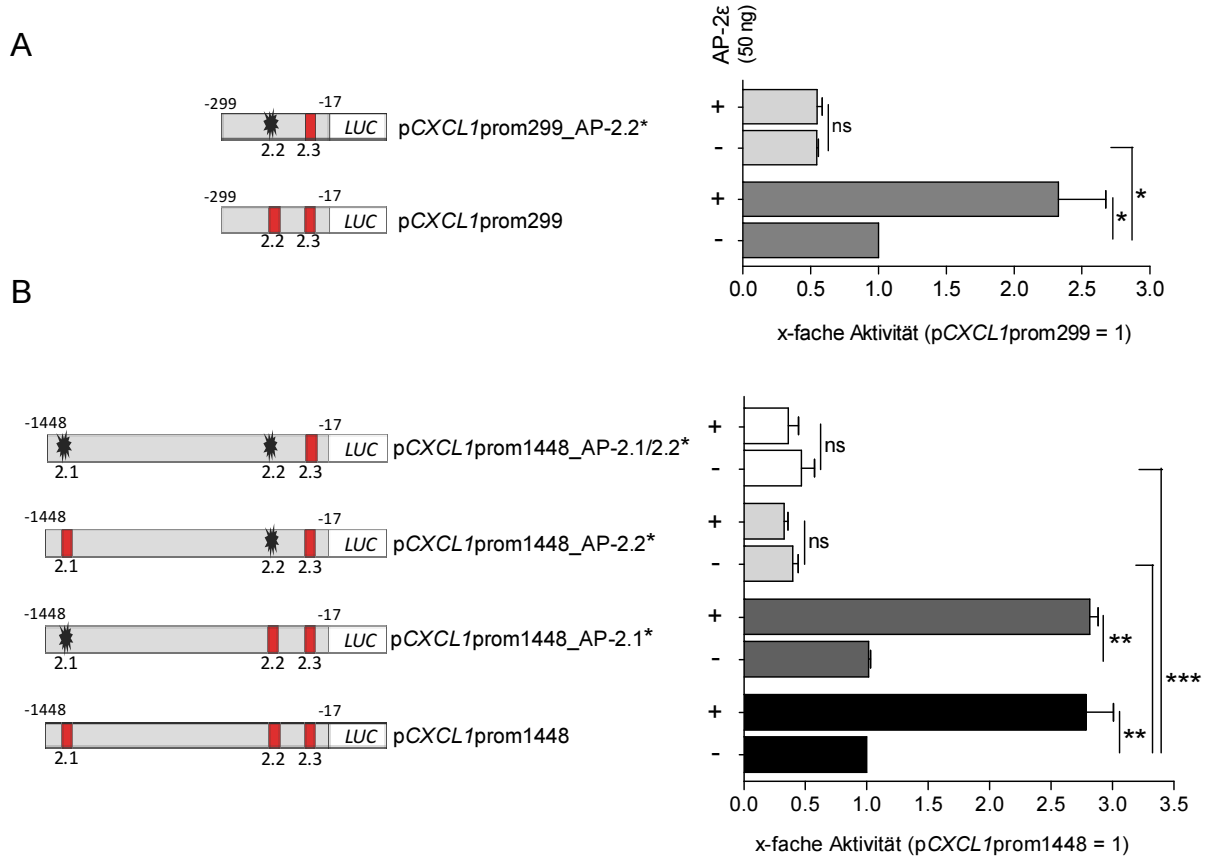 A
AP-2ε
(50 ng)
-299
-17
LUC
pCXCL1prom299_AP-2.2*
2.2
2.3
+
-
ns
-299
-17
LUC
pCXCL1prom299
2.2
2.3
+
-
*
*
0.0 0.5 1.0 1.5 2.0 2.5 3.0
x-fache Aktivität (pCXCL1prom299 = 1)
B
-1448
-17
LUC
pCXCL1prom1448_AP-2.1/2.2*
2.1
2.2
2.3
+
-
ns
-1448
-17
LUC
pCXCL1prom1448_AP-2.2*
2.1
2.2
2.3
+
-
ns
-1448
-17
LUC
pCXCL1prom1448_AP-2.1*
2.1
2.2
2.3
+
-
**
***
-1448
-17
LUC
pCXCL1prom1448
2.1
2.2
2.3
+
-
**
0.0 0.5 1.0 1.5 2.0 2.5 3.0 3.5
x-fache Aktivität (pCXCL1prom1448 = 1)